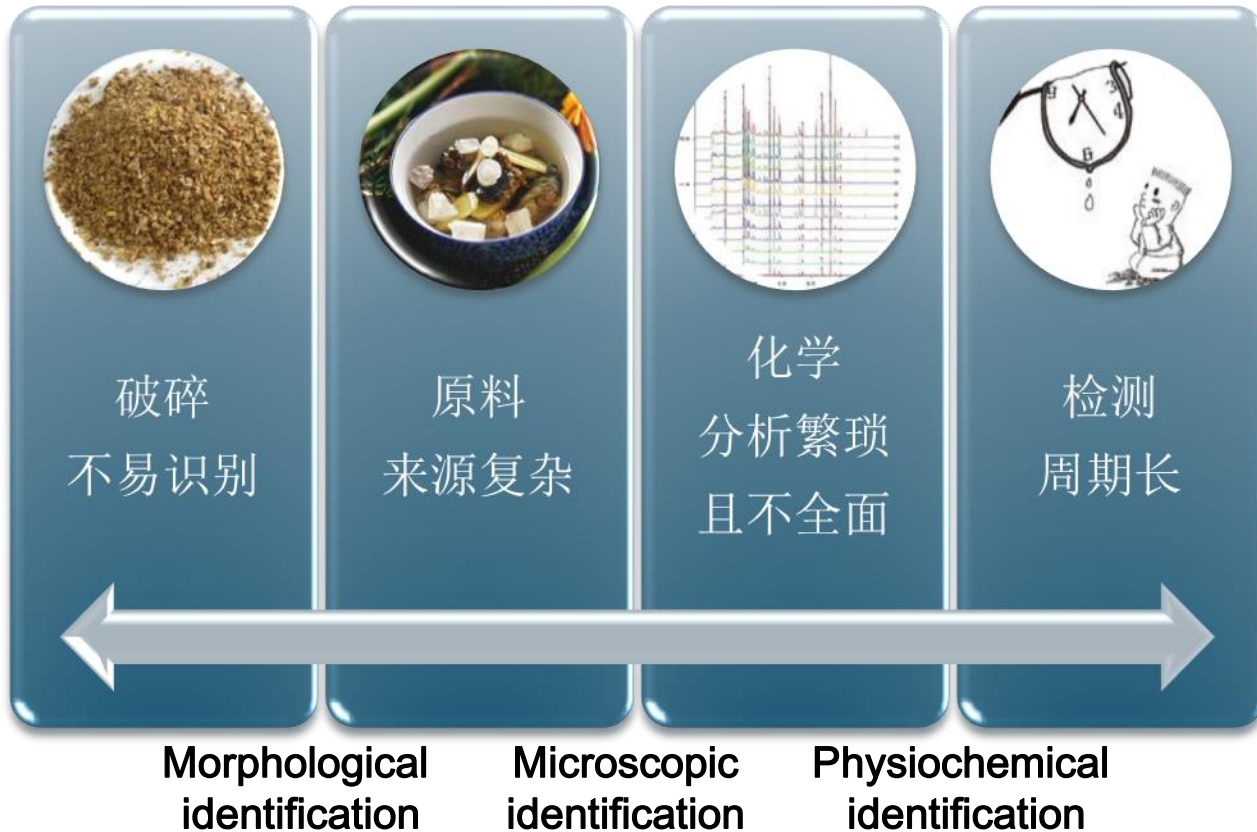 破碎
不易识别
原料
来源复杂
化学
分析繁琐
且不全面
检测
周期长
Morphological
identification
Microscopic
identification
Physiochemical
identification